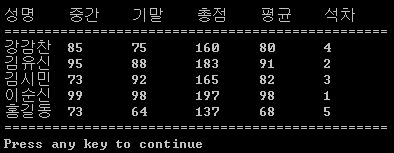 성명 중간 기말 총점 평균 석차
================================================
강감찬 85 75 160 80 4
김유신 95 88 183 91 2
김시민 73 92 165 82 3
이순신 99 98 197 98 1
홍길동 73 64 137 68 5
================================================
Press any key to continue